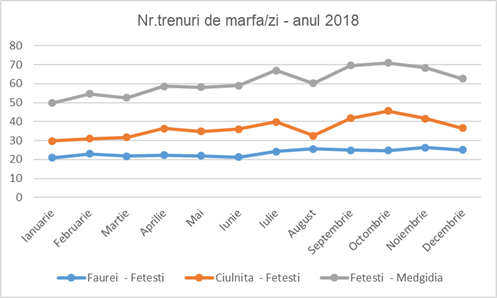 Nr.trenuri de marfa/zi - anul 2018
80
70
60
50
40
30
20
10
0
Ianuarie
Februarie
Martie
Aprilie
Mai
Iunie
Iulie
August
Septembrie
Octombrie
Noiembrie
Decembrie
Faurei - Fetesti
Ciulnita - Fetesti
Fetesti - Medgidia